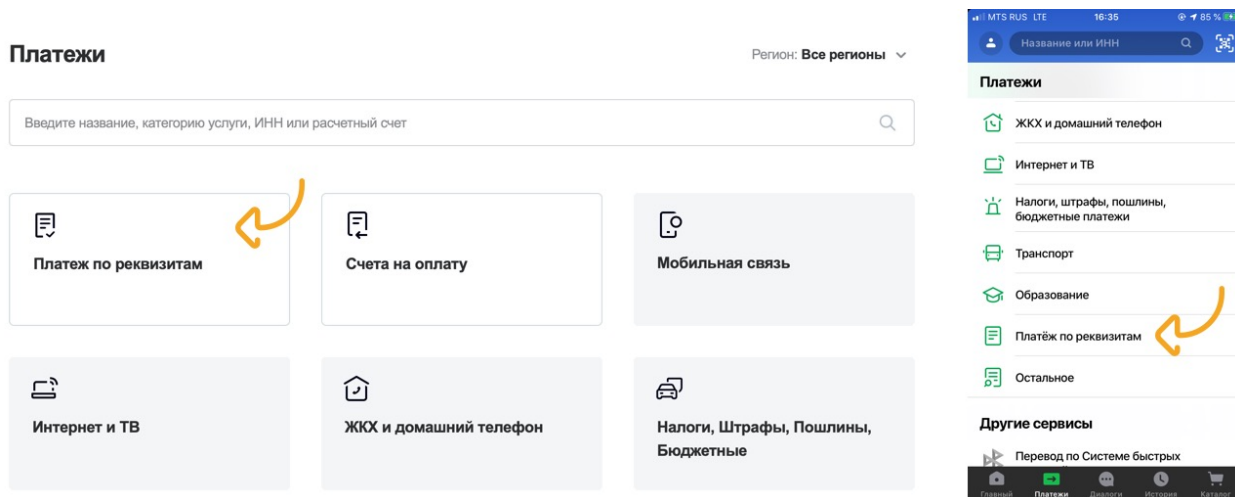 Платежи
Регион: Все регионы
Введите название, категорию услуги, ИНН или расчетный счет
Платеж по реквизитам
Счета на оплату
Мобильная связь
Интернет и ТВ
ЖКХ и домашний телефон
Налоги, Штрафы, Пошлины,
Бюджетные
MTS RUS LTE 16:35 85 %
Название или ИНН
Платежи
ЖКХ и домашний телефон
Интернет и ТВ
Налоги, штрафы, пошлины,
бюджетные платежи
Транспорт
Образование
Платёж по реквизитам
Остальное
Другие сервисы
Перевод по Системе быстрых
Главный Платежи Диалоги История Каталог